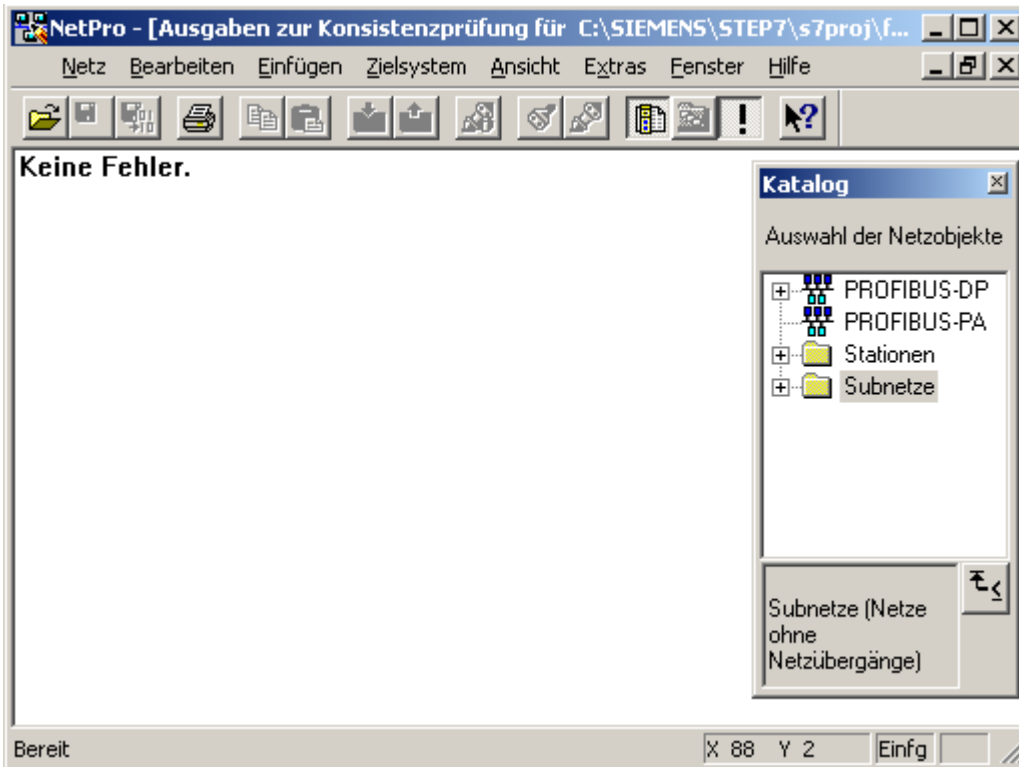 NetPro - [Ausgaben zur Konsistenzprüfung für C:\SIEMENS\STEP7\s7proj\f...
Netz Bearbeiten Einfügen Zielsystem Ansicht Extras Fenster Hilfe
Keine Fehler.
Katalog
Auswahl der Netzobjekte
PROFIBUS-DP
PROFIBUS-PA
Stationen
Subnetze
Subnetze (Netze
ohne
Netzübergänge)
Bereit X 88 Y 2 Einfg